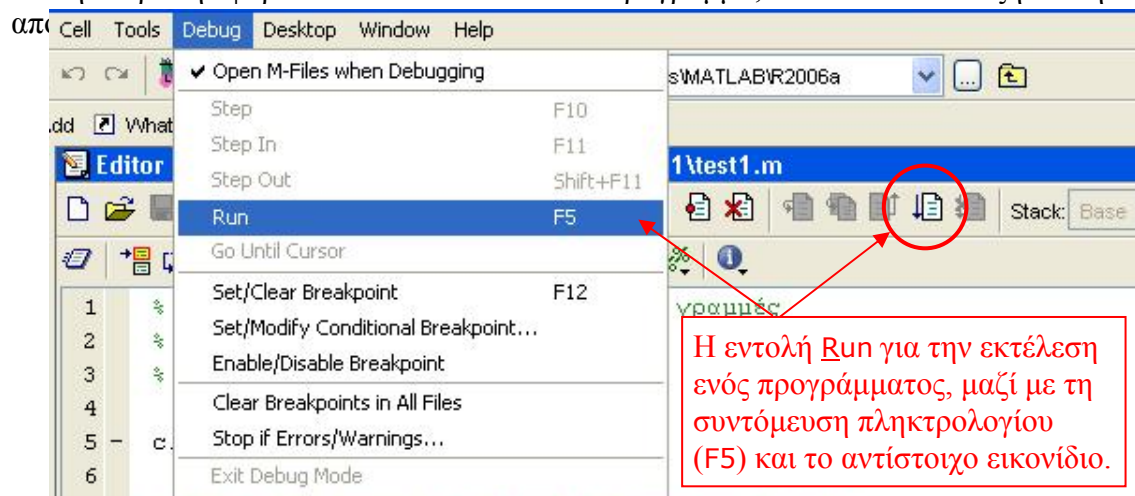 απο
Cell Tools Debug Desktop Window Help
✔ Open M-Files when Debugging
s\MATLAB\R2006a
Step F10
dd What
Step In F11
Editor
1\test1.m
Step Out Shift+F11
Run F5
Stack: Base
Go Until Cursor
1 %
Set/Clear Breakpoint F12
γραμμές
2 %
Set/Modify Conditional Breakpoint...
3 %
Enable/Disable Breakpoint
4
Clear Breakpoints in All Files
5 - c.
Stop if Errors/Warnings...
6
Exit Debug Mode
Η εντολή Run για την εκτέλεση
ενός προγράμματος, μαζί με τη
συντόμευση πληκτρολογίου
(F5) και το αντίστοιχο εικονίδιο.